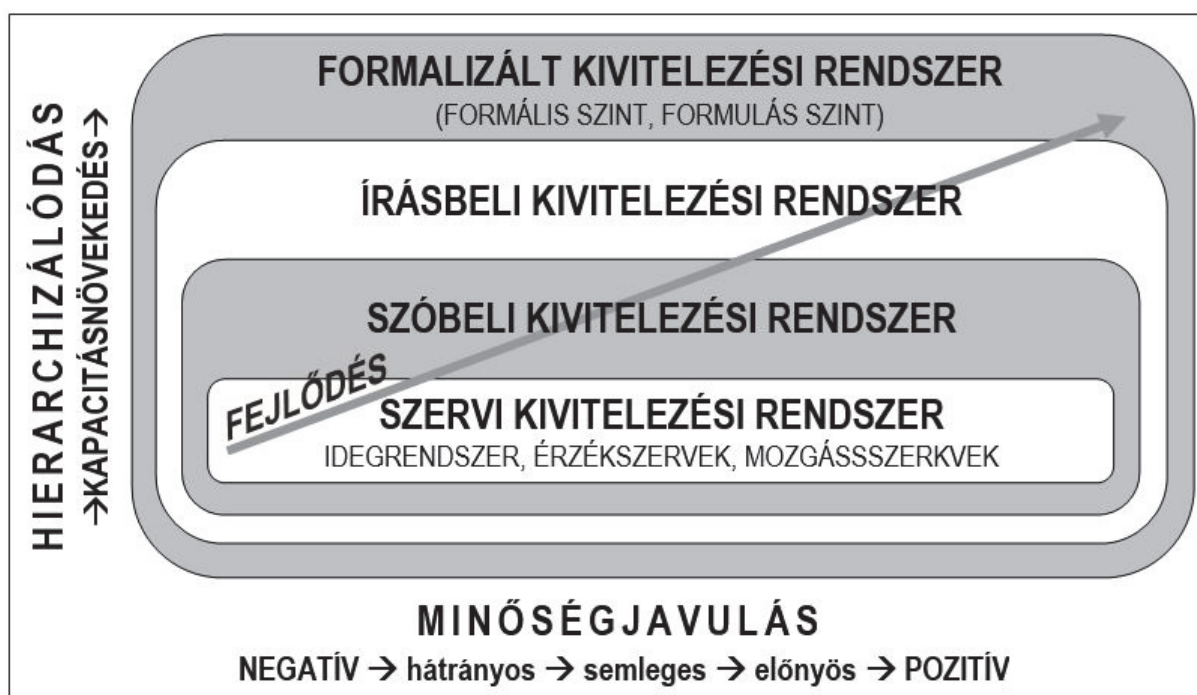 HIERARCHIZÁLÓDÁS
→KAPACITÁSNÖVEKEDÉS→
FORMALIZÁLT KIVITELEZÉSI RENDSZER
(FORMÁLIS SZINT, FORMULÁS SZINT)
ÍRÁSBELI KIVITELEZÉSI RENDSZER
SZÓBELI KIVITELEZÉSI RENDSZER
FEJLŐDÉS
SZERVI KIVITELEZÉSI RENDSZER
IDEGRENDSZER, ÉRZÉKSZERVEK, MOZGÁSSSZERKVEK
MINŐSÉGJAVULÁS
NEGATÍV → hátrányos → semleges → előnyös → POZITÍV